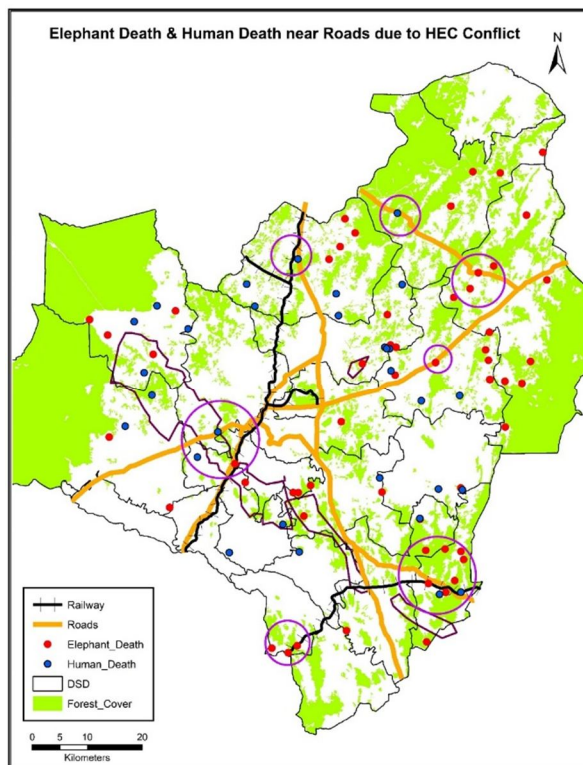 Elephant Death & Human Death near Roads due to HEC Conflict
N
Railway
Roads
Elephant_Death
Human_Death
DSD
Forest_Cover
0 5 10 20
Kilometers